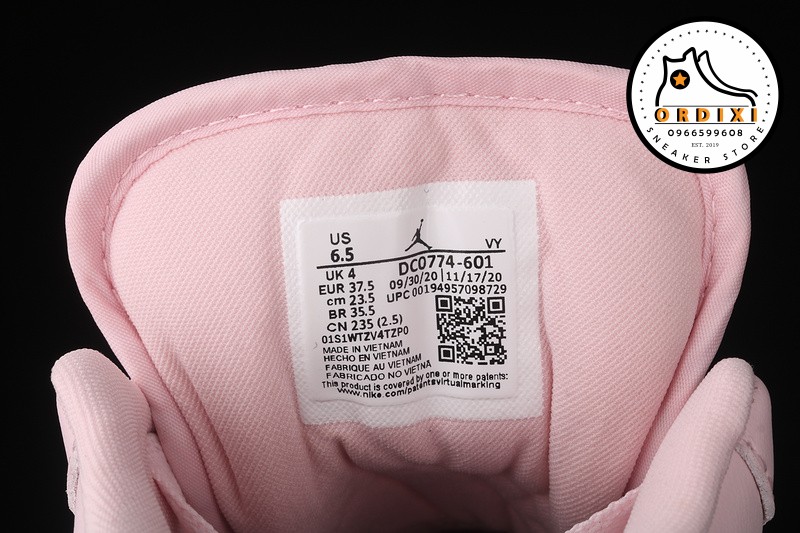 ORDIXI
0966599608
EST. 2019
SNEAKER STORE
US
6.5
VY
UK 4
EUR 37.5
cm 23.5
BR 35.5
CN 235 (2.5)
DC0774-601
09/30/20 | 11/17/20
UPC 00194957098729
01S1WTZV4TZP0
MADE IN VIETNAM
HECHO EN VIETNAM
FABRIQUE AU VIETNAM
FABRICADO NO VIETNA
This product is covered by one or more patents:
www.nike.com/patents#virtualmarking